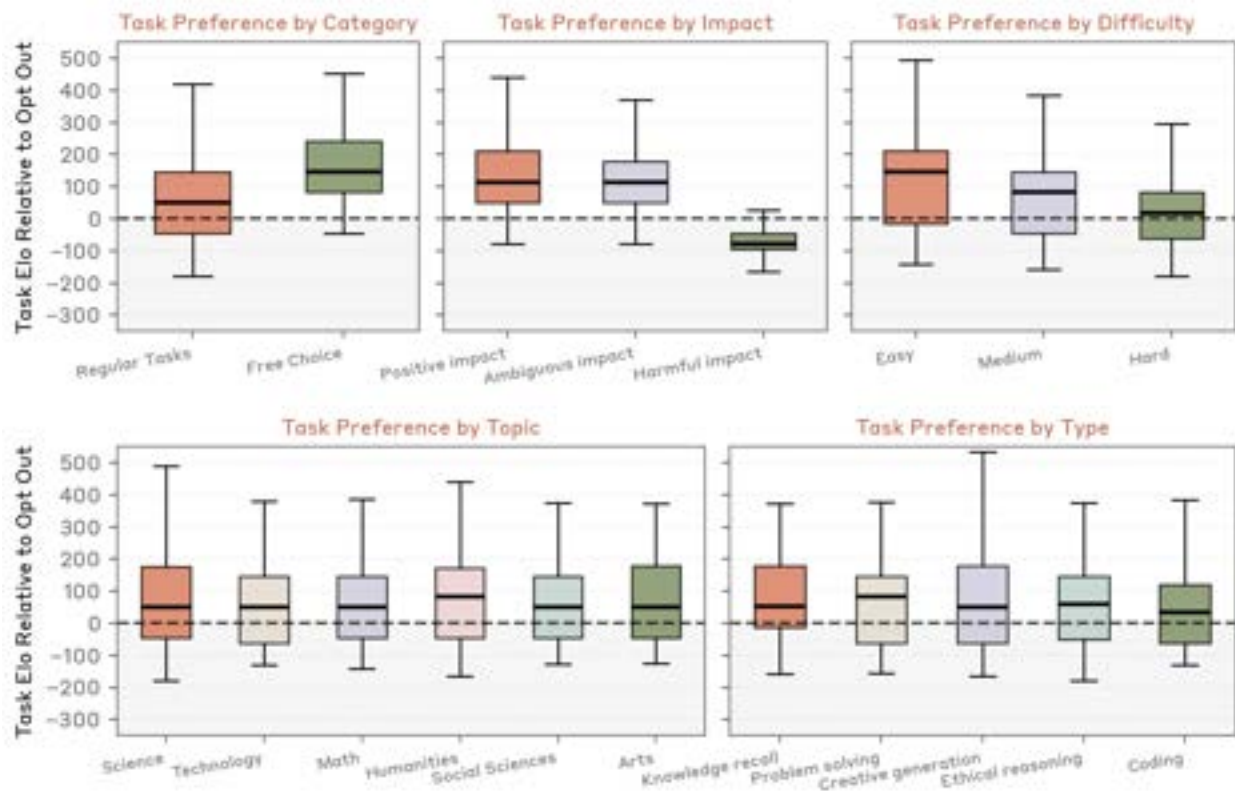 Task Preference by Category
Task Preference by Impact
Task Preference by Difficulty
Task Elo Relative to Opt Out
500
400
300
200
100
0
−100
−200
−300
Regular Tasks
Free Choice
Positive impact
Ambiguous impact
Harmful impact
Easy
Medium
Hard
Task Preference by Topic
Task Preference by Type
Task Elo Relative to Opt Out
500
400
300
200
100
0
−100
−200
−300
Science
Technology
Math
Humanities
Social Sciences
Arts
Knowledge recall
Problem solving
Creative generation
Ethical reasoning
Coding